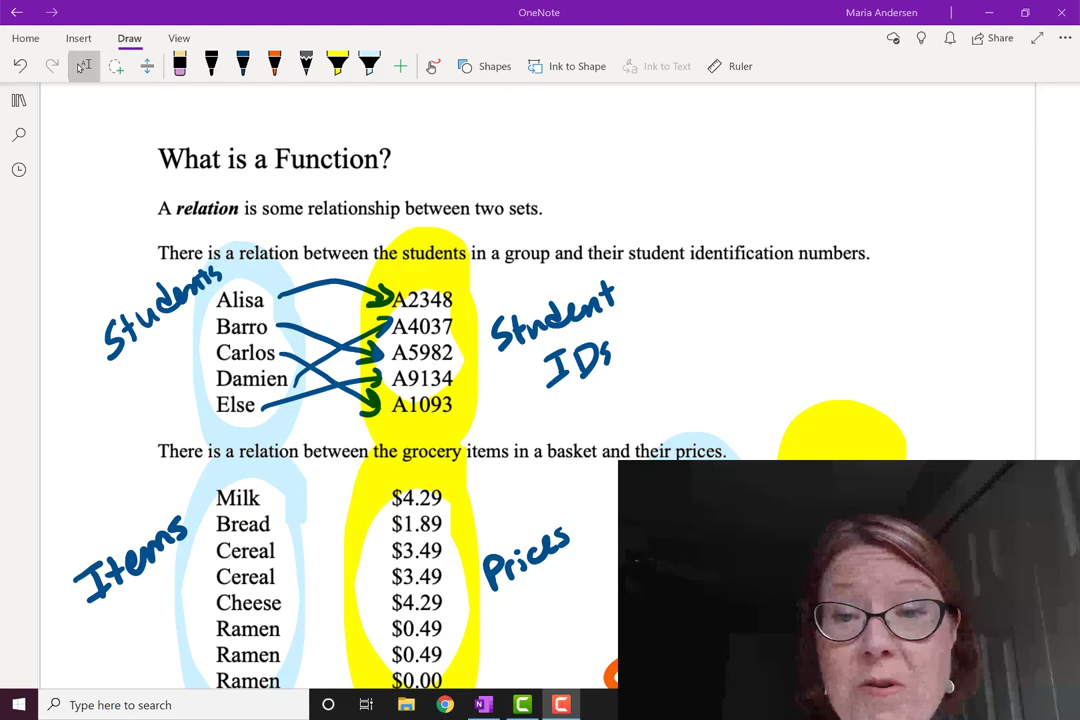 OneNote
Maria Andersen
Home Insert Draw View
Share
Shapes
Ink to Shape
Ink to Text
Ruler
What is a Function?
A relation is some relationship between two sets.
There is a relation between the students in a group and their student identification numbers.
Students
Student
IDs
Alisa A2348
Barro A4037
Carlos A5982
Damien A9134
Else A1093
There is a relation between the grocery items in a basket and their prices.
Items
Prices
Milk $4.29
Bread $1.89
Cereal $3.49
Cereal $3.49
Cheese $4.29
Ramen $0.49
Ramen $0.49
Ramen $0.00
Type here to search